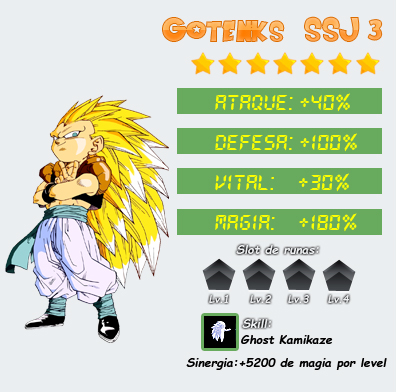 Gotenks SSJ 3
ATAQUE: +40%
DEFESA: +100%
VITAL: +30%
MAGIA: +180%
Slot de runas:
Lv.1 Lv.2 Lv.3 Lv.4
Skill:
Ghost Kamikaze
Sinergia:+5200 de magia por level